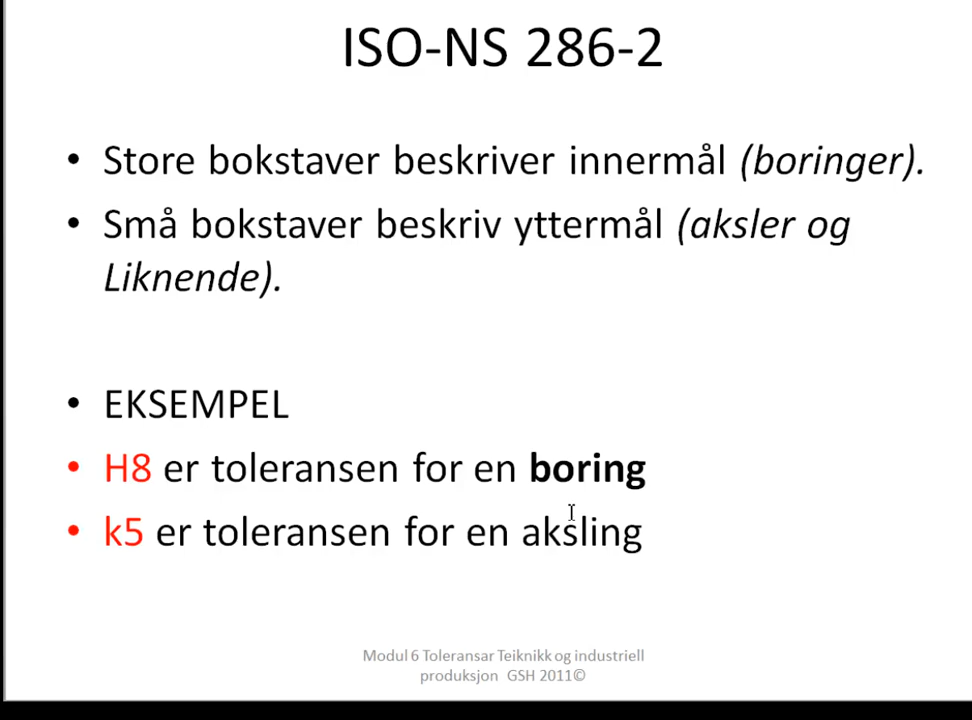 ISO-NS 286-2
• Store bokstaver beskriver innermål (boringer).
• Små bokstaver beskriv yttermål (aksler og
Liknende).
• EKSEMPEL
• H8 er toleransen for en boring
• k5 er toleransen for en aksling
Modul 6 Toleransar Teiknikk og industriell
produksjon GSH 2011©